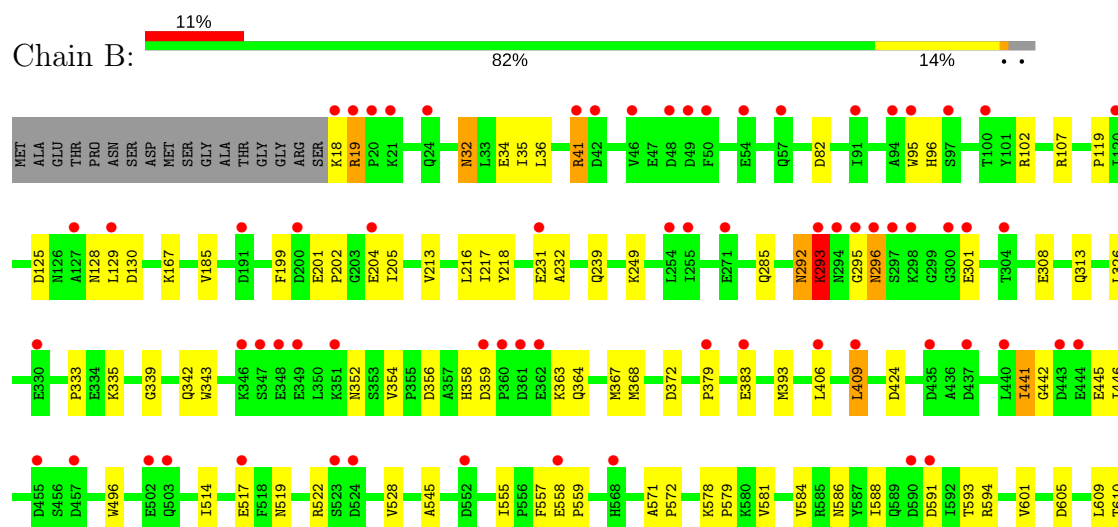 11%
Chain B:
82% 14% • •
MET ALA GLU THR PRO ASN SER ASP MET SER GLY ALA THR GLY GLY ARG SER K18 R19 P20 K21 Q24 N32 L33 E34 I35 L36 R41 D42 V46 E47 D48 D49 F50 E54 Q57 D82 I91 A94 W95 H96 S97 T100 Y101 R102 R107 P119 I120
D125 N126 A127 N128 L129 D130 K167 V185 D191 F199 D200 E201 P202 G203 E204 I205 V213 L216 I217 Y218 E231 A232 Q239 K249 L254 I255 E271 Q285 N292 K293 N294 G295 N296 S297 K298 G299 G300 E301 T304 E308 Q313 L326
E330 P333 E334 K335 G339 Q342 W343 K346 S347 E348 E349 L350 K351 N352 S353 V354 P355 D356 A357 H358 D359 P360 D361 E362 K363 Q364 M367 M368 D372 P379 E383 M393 L406 L409 D424 D435 A436 D437 L440 I441 G442 D443 E444 E445 I446
D455 S456 D457 W496 E502 Q503 I514 E517 F518 N519 R522 S523 D524 V528 A545 D552 I555 P556 F557 E558 P559 H568 A571 P572 K578 P579 K580 V581 V584 R585 N586 Y587 I588 Q589 D590 D591 I592 T593 R594 V601 D605 L609